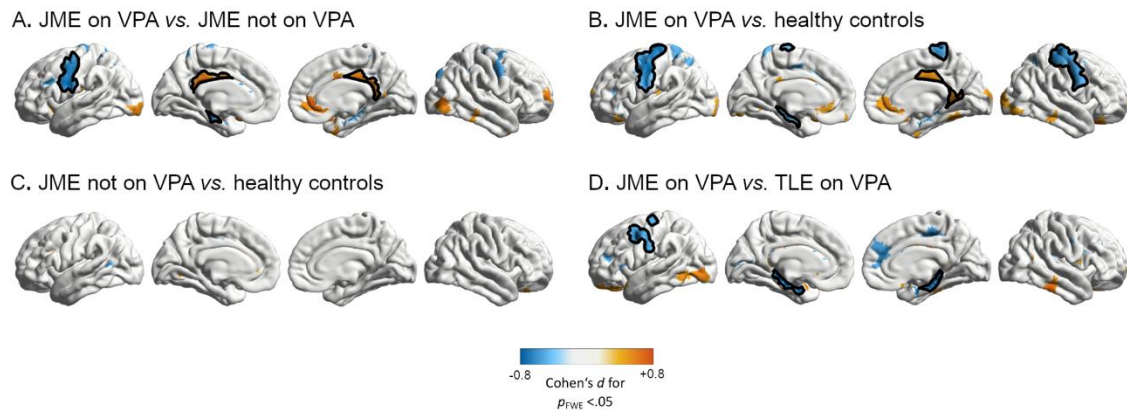 A. JME on VPA vs. JME not on VPA
B. JME on VPA vs. healthy controls
C. JME not on VPA vs. healthy controls
D. JME on VPA vs. TLE on VPA
-0.8 +0.8
Cohen's d for
pFWE <.05